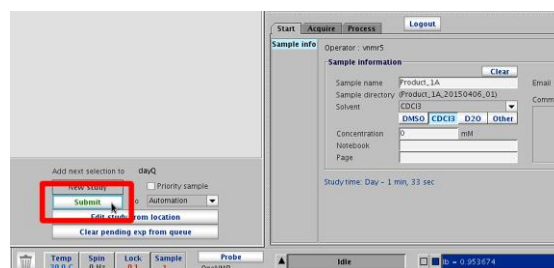 Start Acquire Process Logout
Sample info
Operator : vnmr5
Sample information
Clear
Sample name Product_1A
Sample directory (Product_1A_20150406_01)
Solvent CDCl3
DMSO CDCl3 D2O Other
Concentration 0 mM
Notebook
Page
Email
Comm
Study time: Day – 1 min, 33 sec
Add next selection to dayQ
New study Priority sample
Submit Automation
Edit study from location
Clear pending exp from queue
Temp Spin Lock Sample Probe
30.0 C 0 Hz 0.1 1
Idle
lb = 0.953674